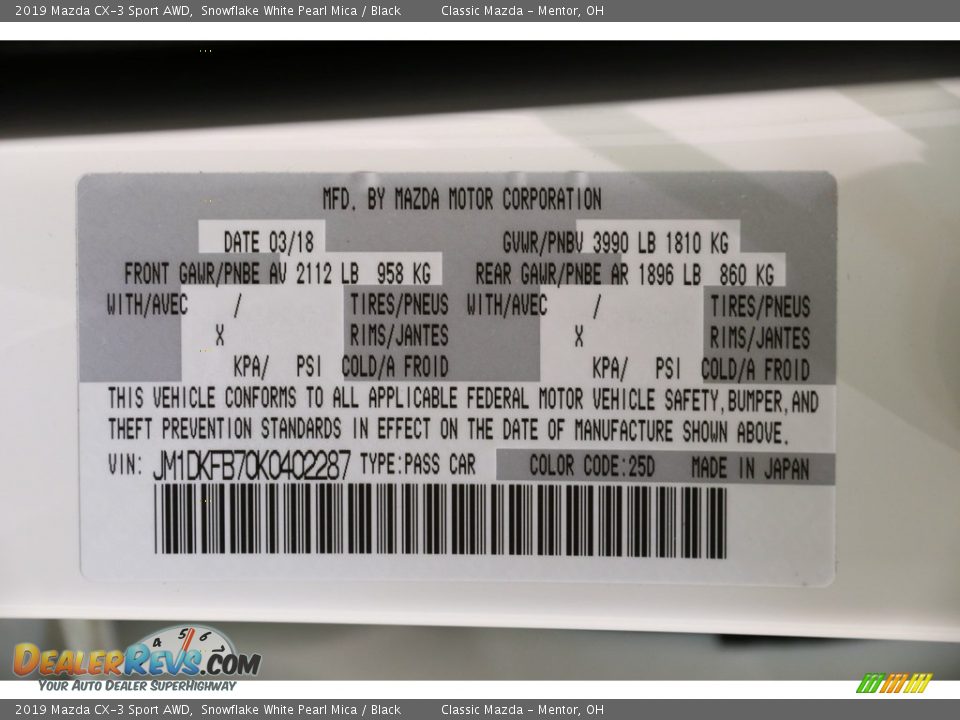 2019 Mazda CX-3 Sport AWD, Snowflake White Pearl Mica / Black Classic Mazda - Mentor, OH
MFD. BY MAZDA MOTOR CORPORATION
DATE 03/18 GVWR/PNBV 3990 LB 1810 KG
FRONT GAWR/PNBE AV 2112 LB 958 KG REAR GAWR/PNBE AR 1896 LB 860 KG
WITH/AVEC / TIRES/PNEUS WITH/AVEC / TIRES/PNEUS
X RIMS/JANTES X RIMS/JANTES
KPA/ PSI COLD/A FROID KPA/ PSI COLD/A FROID
THIS VEHICLE CONFORMS TO ALL APPLICABLE FEDERAL MOTOR VEHICLE SAFETY,BUMPER,AND
THEFT PREVENTION STANDARDS IN EFFECT ON THE DATE OF MANUFACTURE SHOWN ABOVE.
VIN: JM1DKFB70K0402287 TYPE:PASS CAR COLOR CODE:25D MADE IN JAPAN
4 5 6
DEALERREVS.COM
YOUR AUTO DEALER SUPERHIGHWAY
2019 Mazda CX-3 Sport AWD, Snowflake White Pearl Mica / Black Classic Mazda - Mentor, OH